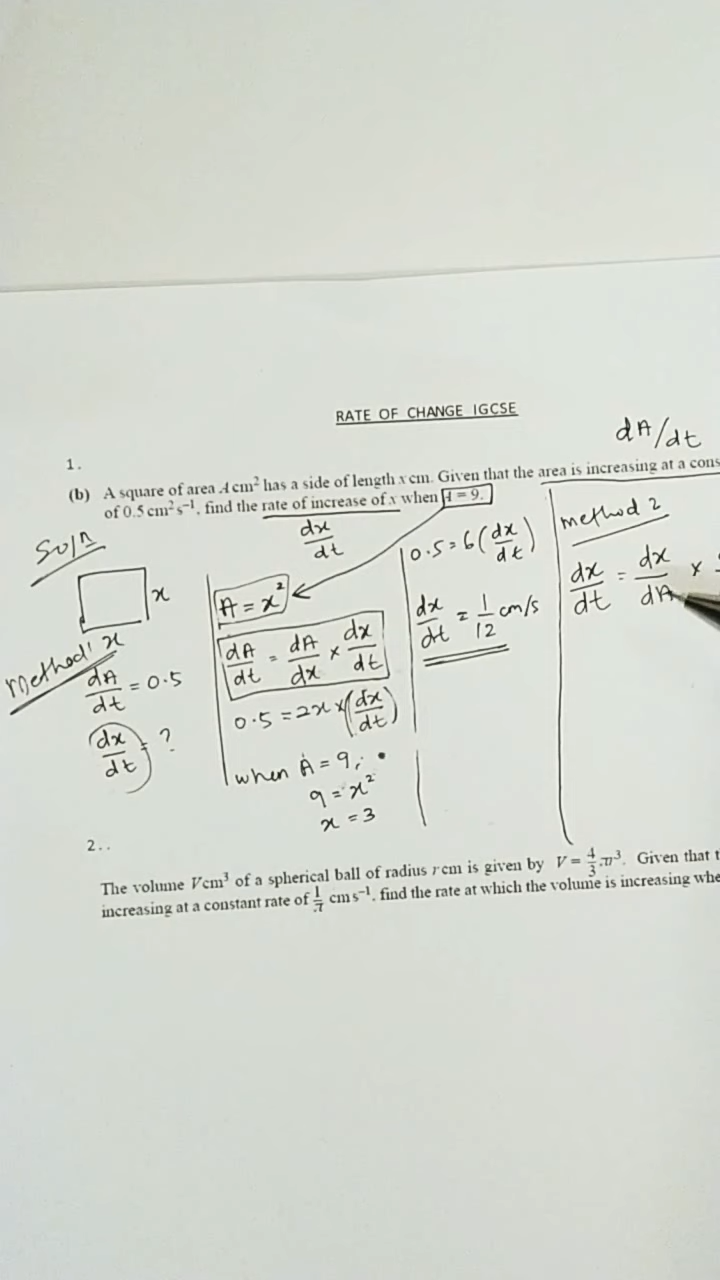 RATE OF CHANGE IGCSE
dA/dt
1.
(b) A square of area A cm² has a side of length x cm. Given that the area is increasing at a cons
of 0.5 cm² s⁻¹, find the rate of increase of x when A = 9.
dx/dt
Soln
x
x
Method 1
dA/dt = 0.5
dx/dt = ?
A = x²
dA/dt = dA/dx × dx/dt
0.5 = 2x × (dx/dt)
when A = 9,
9 = x²
x = 3
0.5 = 6(dx/dt)
dx/dt = 1/12 cm/s
method 2
dx/dt = dx/dA ×
2..
The volume V cm³ of a spherical ball of radius r cm is given by V = 4/3 πr³. Given that t
increasing at a constant rate of 1/π cm s⁻¹, find the rate at which the volume is increasing whe